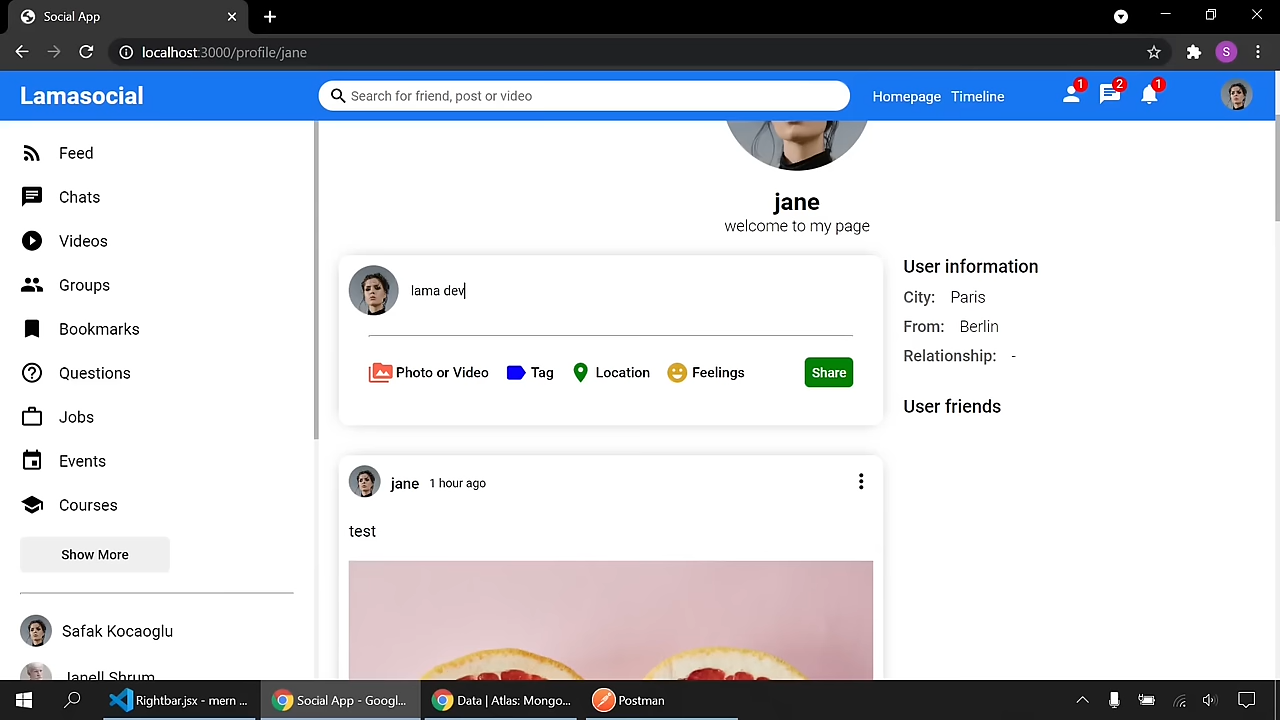 Social App
localhost:3000/profile/jane
S
Lamasocial
Search for friend, post or video
Homepage Timeline
1
2
1
Feed
Chats
Videos
Groups
Bookmarks
Questions
Jobs
Events
Courses
Show More
Safak Kocaoglu
Janell Shrum
jane
welcome to my page
lama dev
Photo or Video
Tag
Location
Feelings
Share
jane 1 hour ago
test
User information
City: Paris
From: Berlin
Relationship: -
User friends
Rightbar.jsx - mern ...
Social App - Googl...
Data | Atlas: Mongo...
Postman